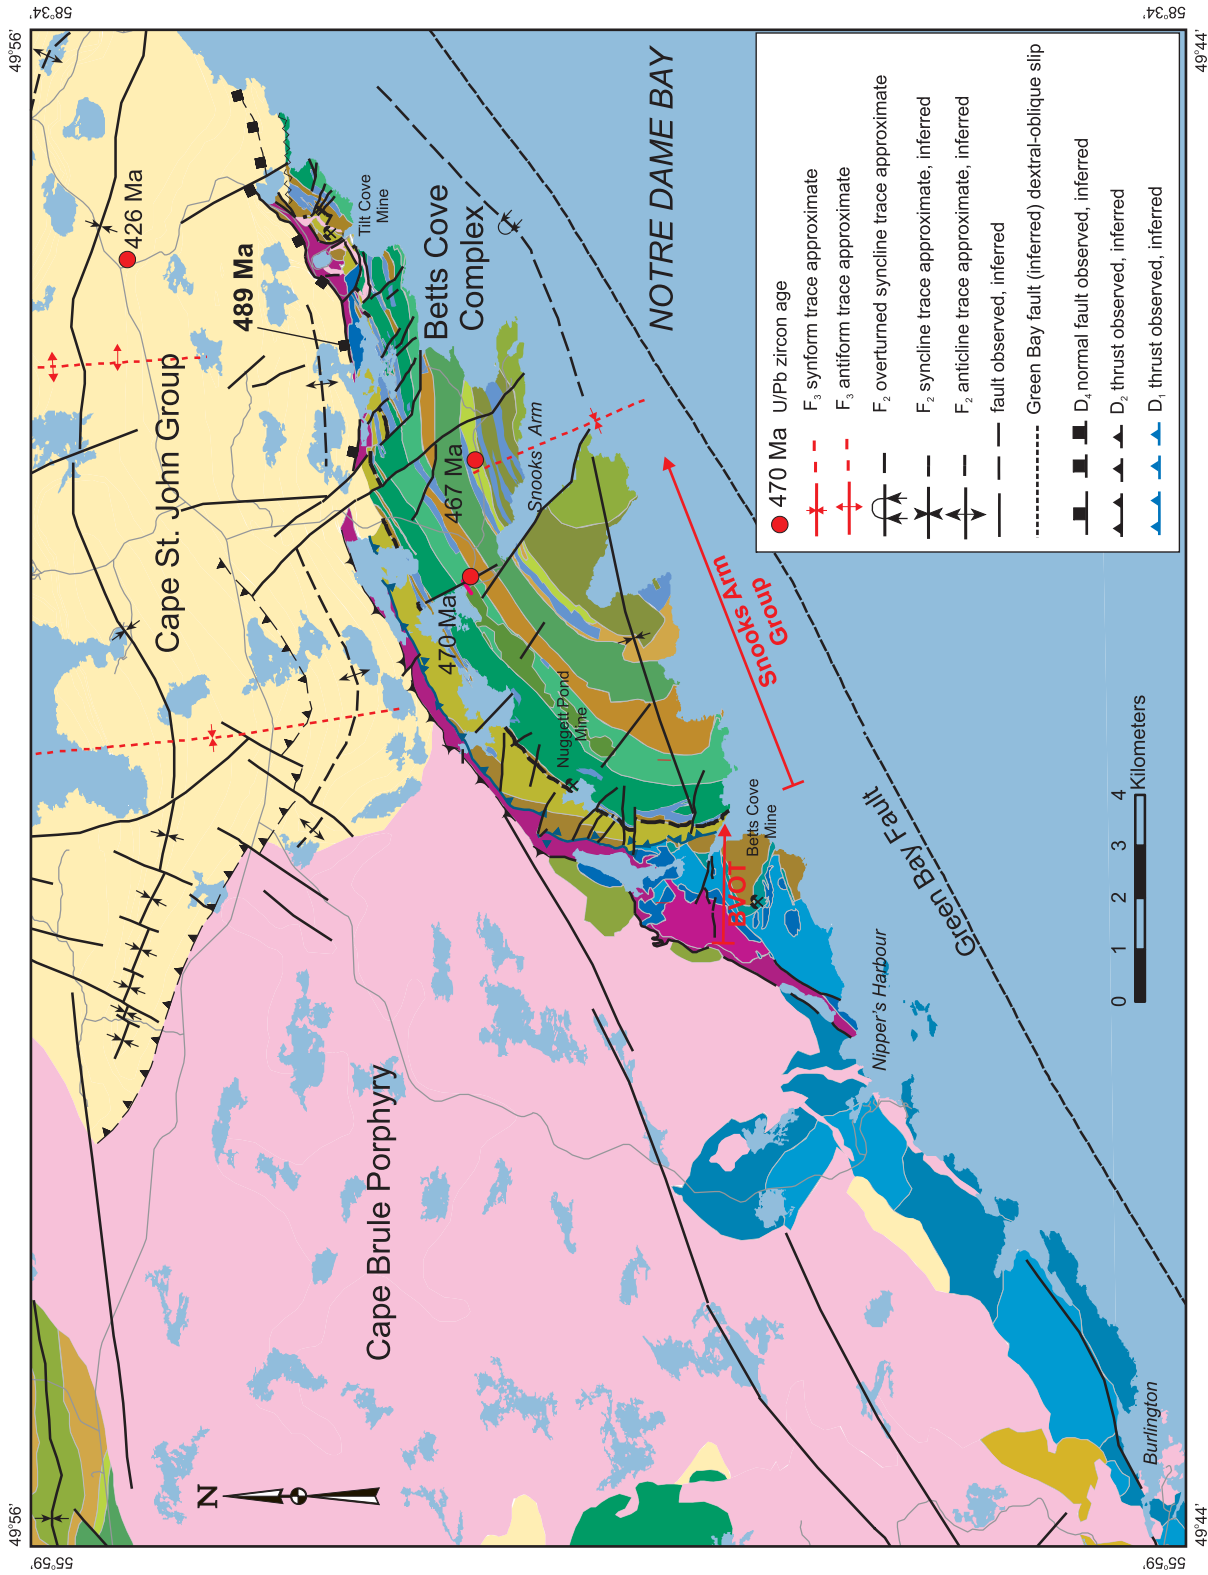 49°56'
58°34'
58°34'
49°44'
49°56'
55°59'
55°59'
49°44'
N
426 Ma
Cape St. John Group
489 Ma
Tilt Cove
Mine
Betts Cove
Complex
NOTRE DAME BAY
467 Ma
Snooks' Arm
470 Ma
Nuggett Pond
Mine
Snooks Arm
Group
Betts Cove
Mine
BVOT
Green Bay Fault
Nipper's Harbour
Cape Brule Porphyry
Burlington
0 1 2 3 4
Kilometers
470 Ma U/Pb zircon age
F3 synform trace approximate
F3 antiform trace approximate
F2 overturned syncline trace approximate
F2 syncline trace approximate, inferred
F2 anticline trace approximate, inferred
fault observed, inferred
Green Bay fault (inferred) dextral-oblique slip
D4 normal fault observed, inferred
D2 thrust observed, inferred
D1 thrust observed, inferred